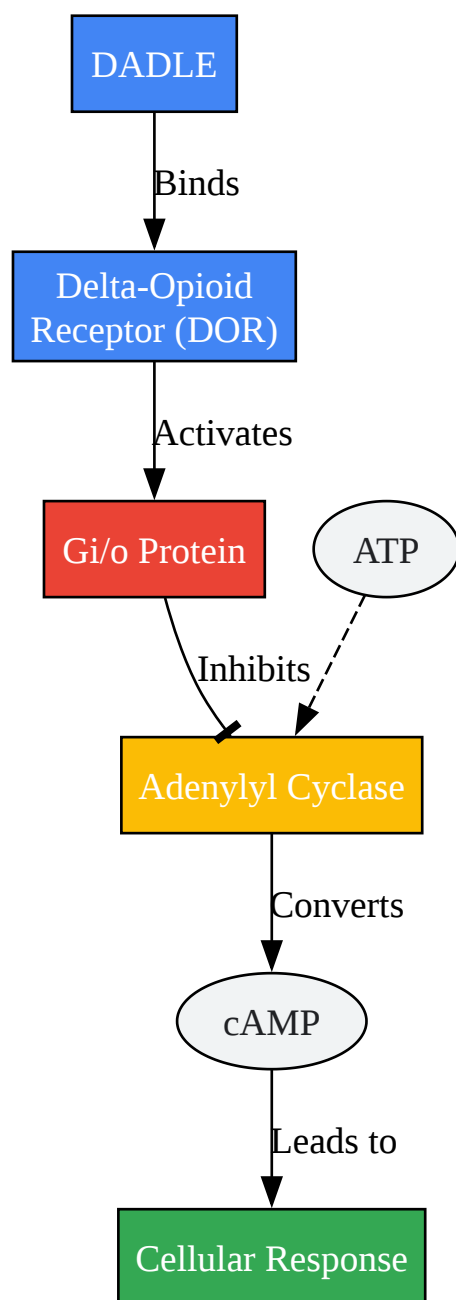 DADLE
Binds
Delta-Opioid
Receptor (DOR)
Activates
Gi/o Protein
ATP
Inhibits
Adenylyl Cyclase
Converts
cAMP
Leads to
Cellular Response